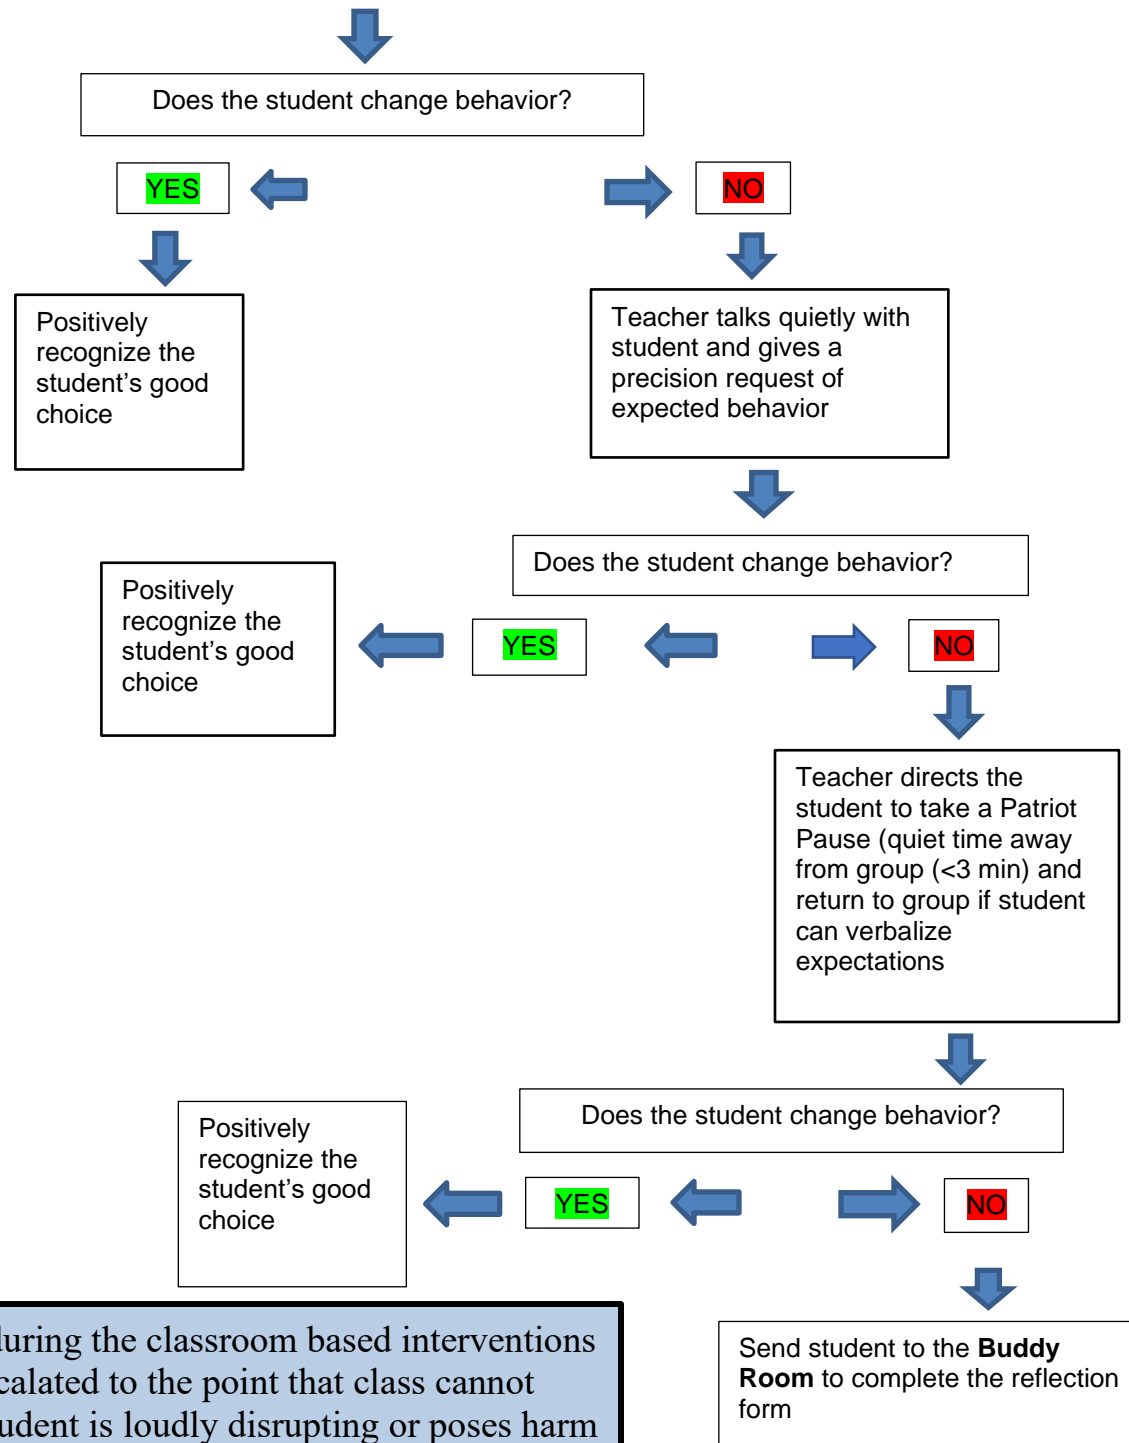 Does the student change behavior?
YES
NO
Positively
recognize the
student’s good
choice
Teacher talks quietly with
student and gives a
precision request of
expected behavior
Does the student change behavior?
Positively
recognize the
student’s good
choice
YES
NO
Teacher directs the
student to take a Patriot
Pause (quiet time away
from group (<3 min) and
return to group if student
can verbalize
expectations
Does the student change behavior?
Positively
recognize the
student’s good
choice
YES
NO
during the classroom based interventions
calated to the point that class cannot
tudent is loudly disrupting or poses harm
Send student to the Buddy
Room to complete the reflection
form